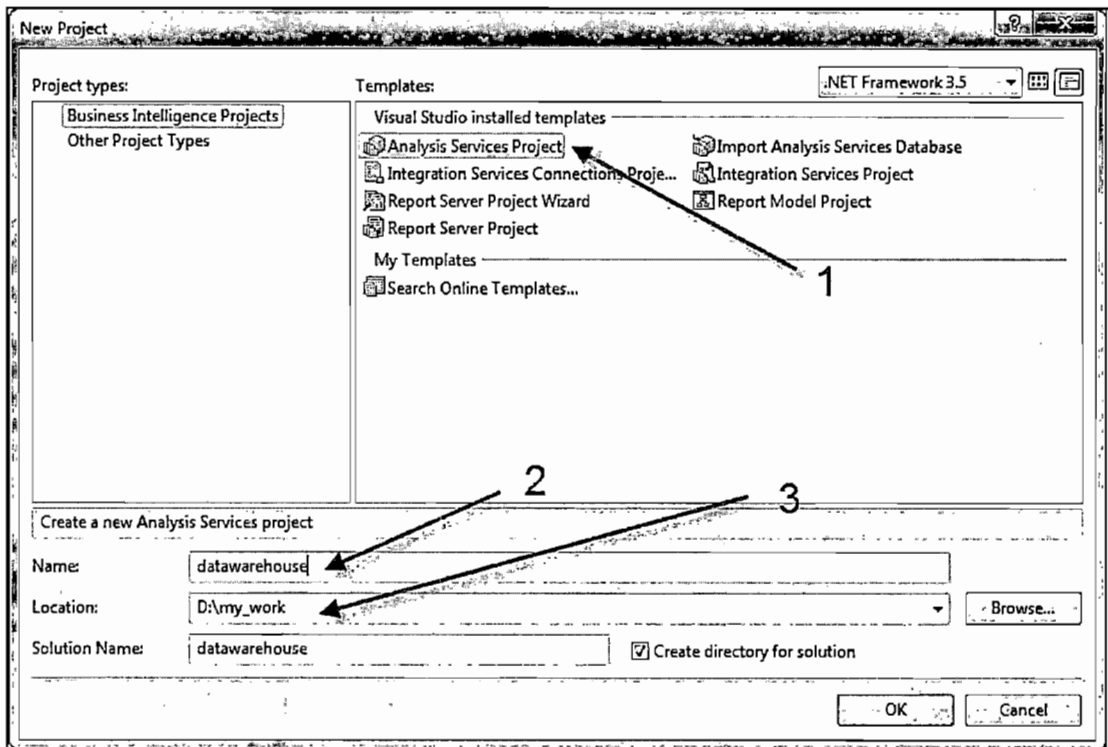 New Project
Project types:
Templates:
.NET Framework 3.5
Business Intelligence Projects
Other Project Types
Visual Studio installed templates
Analysis Services Project
Import Analysis Services Database
Integration Services Connections Proje...
Integration Services Project
Report Server Project Wizard
Report Model Project
Report Server Project
My Templates
Search Online Templates...
1
2
3
Create a new Analysis Services project
Name:
datawarehouse
Location:
D:\my_work
Browse...
Solution Name:
datawarehouse
Create directory for solution
OK
Cancel